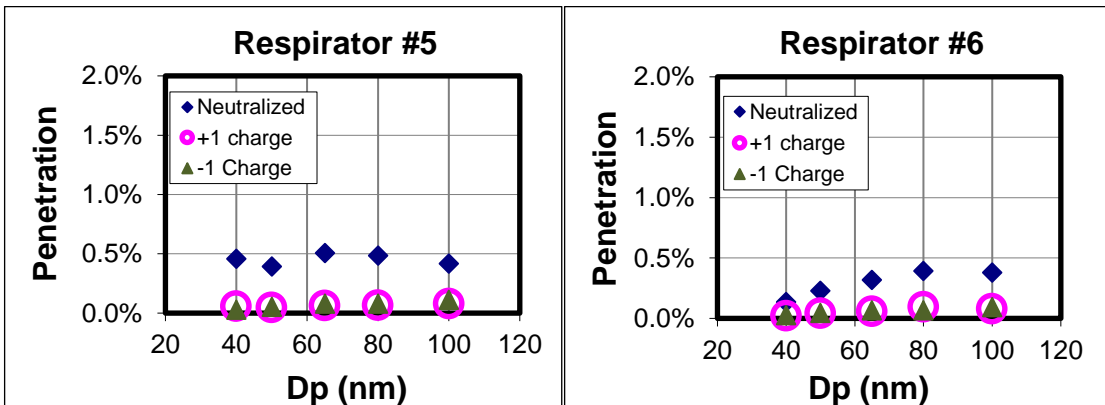 Respirator #5
2.0%
1.5%
1.0%
0.5%
0.0%
Penetration
Neutralized
+1 charge
-1 Charge
20 40 60 80 100 120
Dp (nm)
Respirator #6
2.0%
1.5%
1.0%
0.5%
0.0%
Penetration
Neutralized
+1 charge
-1 Charge
20 40 60 80 100 120
Dp (nm)